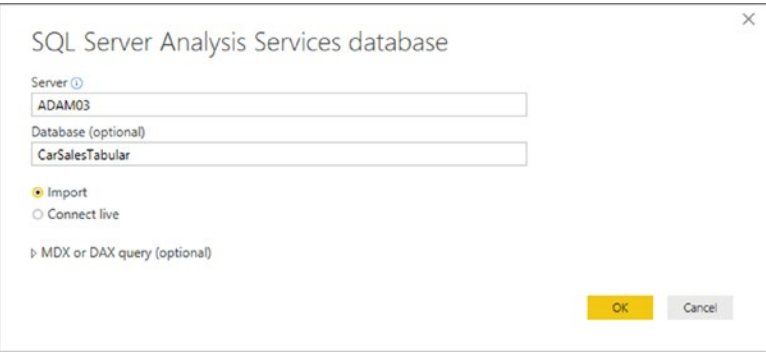 SQL Server Analysis Services database
Server
ADAM03
Database (optional)
CarSalesTabular
Import
Connect live
MDX or DAX query (optional)
OK Cancel